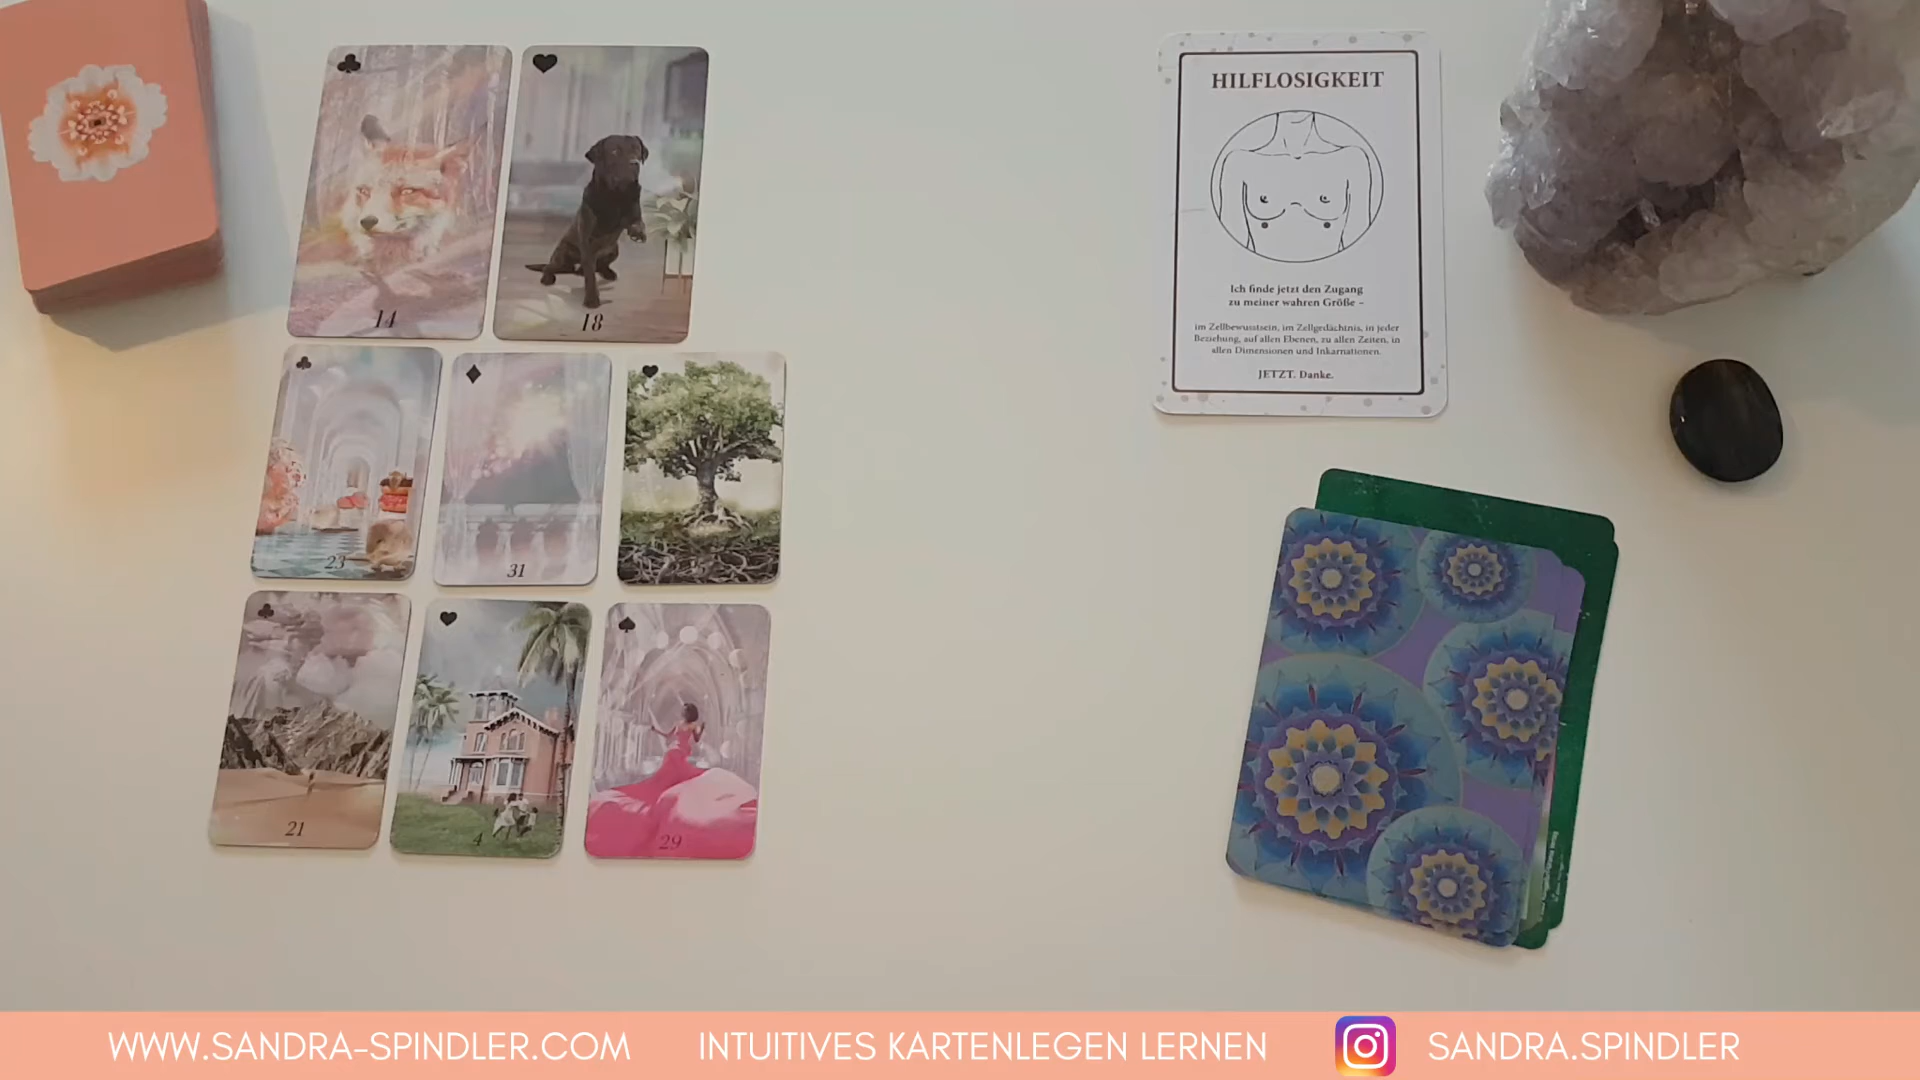 14
18
23
31
21
4
29
HILFLOSIGKEIT
Ich finde jetzt den Zugang
zu meiner wahren Größe –
im Zellbewusstsein, im Zellgedächtnis, in jeder
Beziehung, auf allen Ebenen, zu allen Zeiten, in
allen Dimensionen und Inkarnationen.
JETZT. Danke.
WWW.SANDRA-SPINDLER.COM INTUITIVES KARTENLEGEN LERNEN SANDRA.SPINDLER